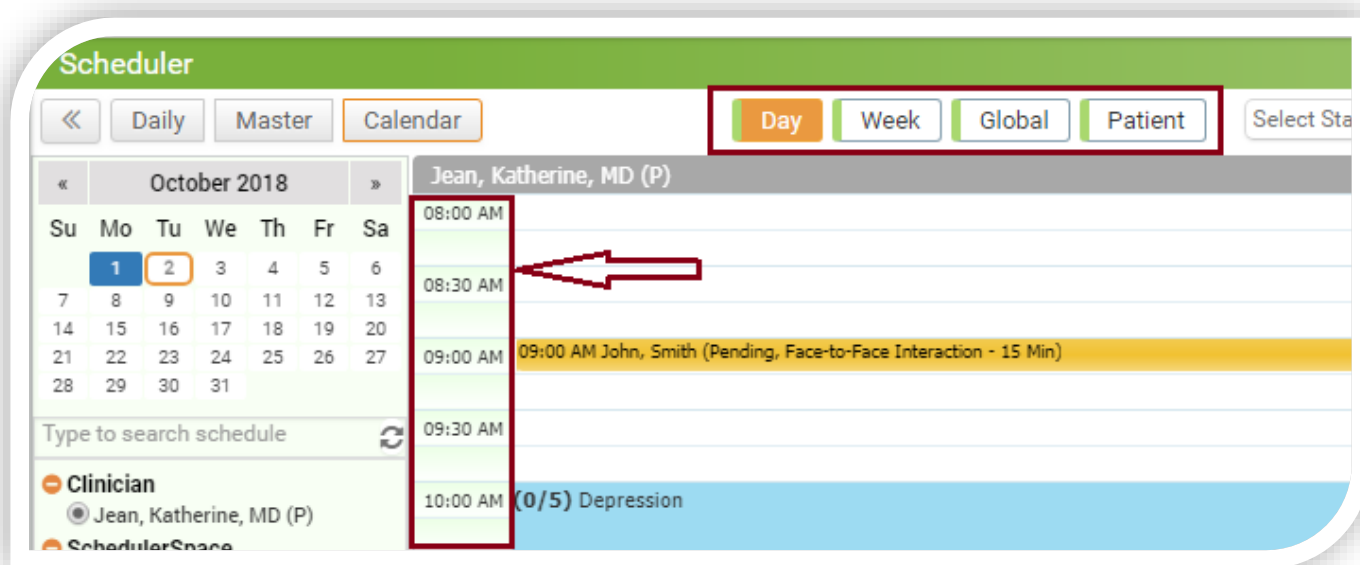 Scheduler
« Daily Master Calendar Day Week Global Patient Select Sta
« October 2018 »
Su Mo Tu We Th Fr Sa
1 2 3 4 5 6
7 8 9 10 11 12 13
14 15 16 17 18 19 20
21 22 23 24 25 26 27
28 29 30 31
Type to search schedule
Clinician
Jean, Katherine, MD (P)
SchedulerSpace
Jean, Katherine, MD (P)
08:00 AM
08:30 AM
09:00 AM 09:00 AM John, Smith (Pending, Face-to-Face Interaction - 15 Min)
09:30 AM
10:00 AM (0/5) Depression